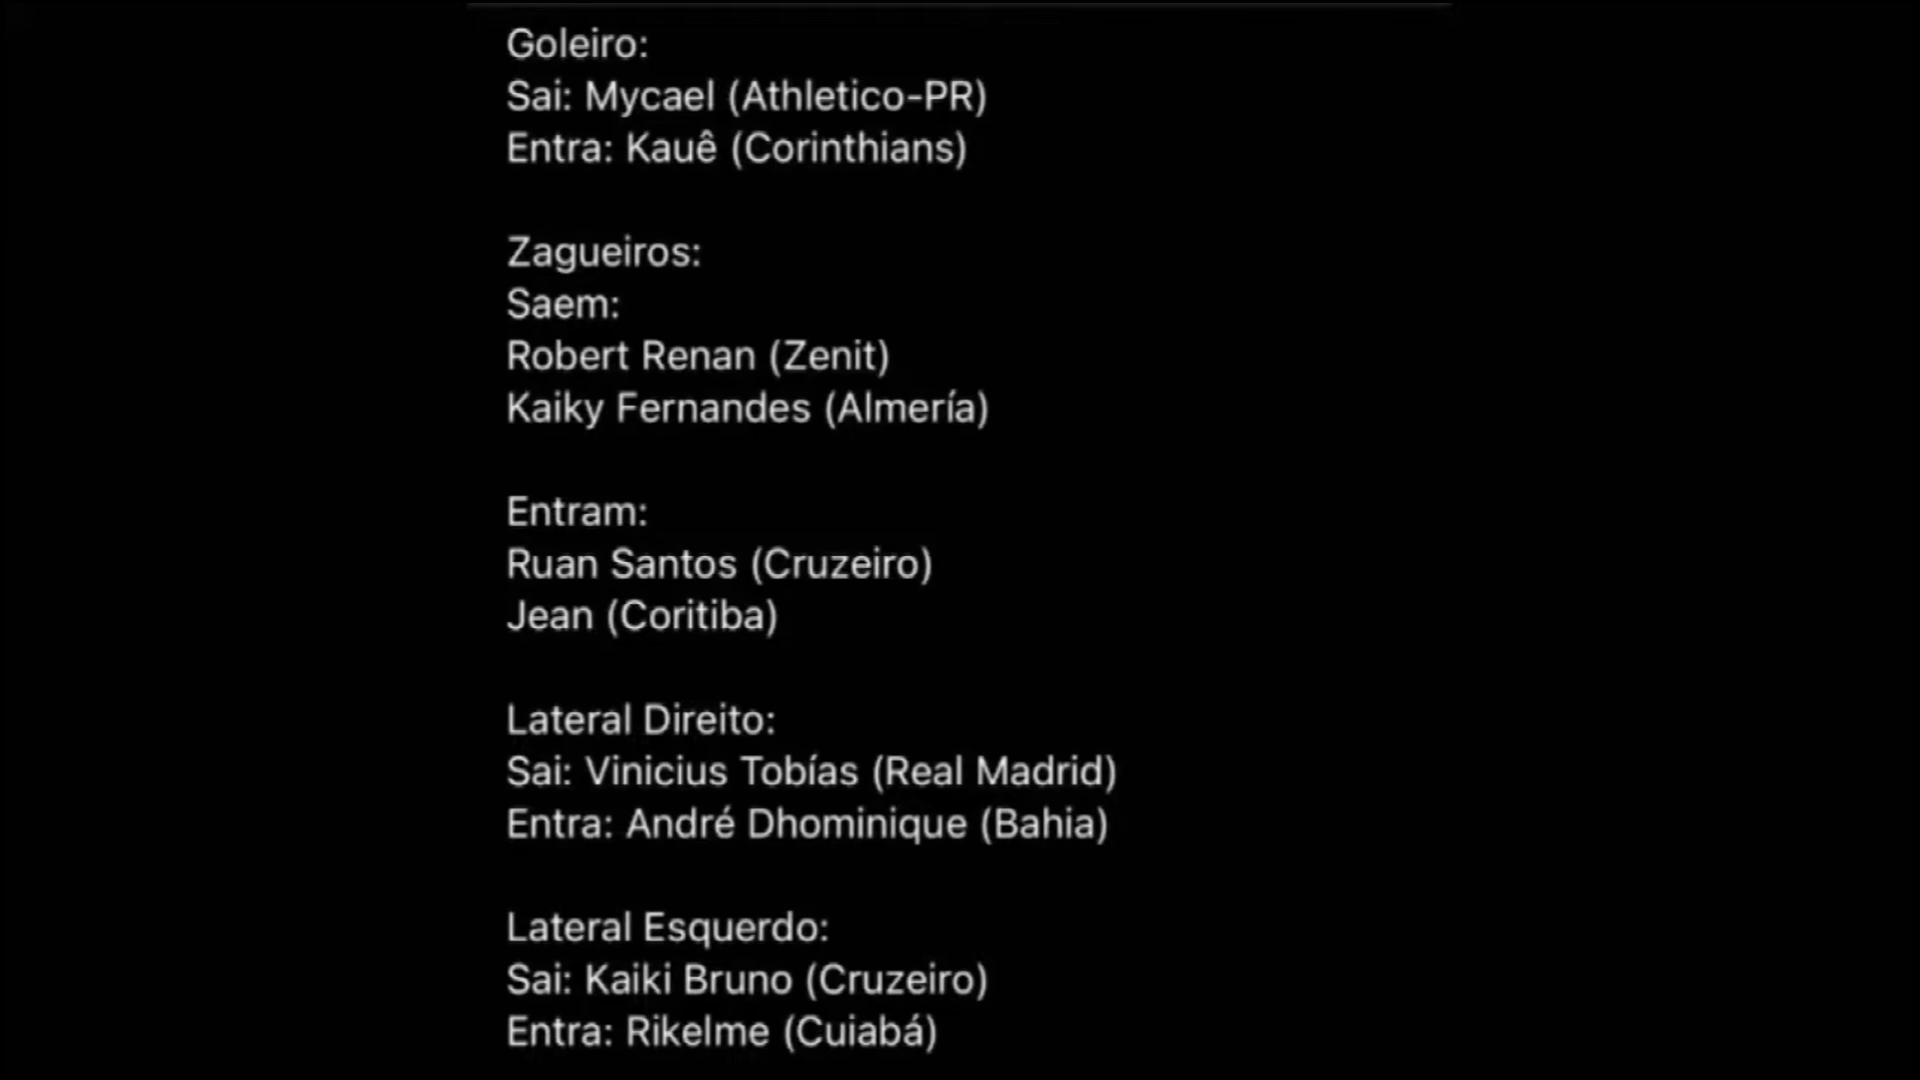 Goleiro:
Sai: Mycael (Athletico-PR)
Entra: Kauê (Corinthians)
Zagueiros:
Saem:
Robert Renan (Zenit)
Kaiky Fernandes (Almería)
Entram:
Ruan Santos (Cruzeiro)
Jean (Coritiba)
Lateral Direito:
Sai: Vinicius Tobías (Real Madrid)
Entra: André Dhominique (Bahia)
Lateral Esquerdo:
Sai: Kaiki Bruno (Cruzeiro)
Entra: Rikelme (Cuiabá)